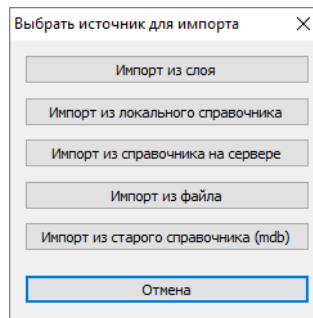 Выбрать источник для импорта
Импорт из слоя
Импорт из локального справочника
Импорт из справочника на сервере
Импорт из файла
Импорт из старого справочника (mdb)
Отмена